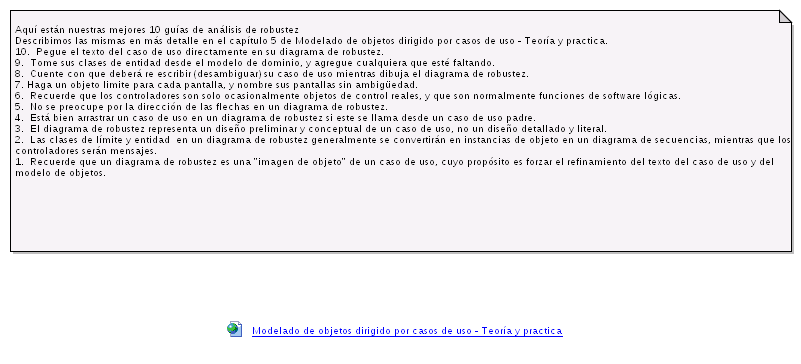 Aquí están nuestras mejores 10 guías de análisis de robustez
Describimos las mismas en más detalle en el capítulo 5 de Modelado de objetos dirigido por casos de uso - Teoría y practica.
10.  Pegue el texto del caso de uso directamente en su diagrama de robustez.
9.  Tome sus clases de entidad desde el modelo de dominio, y agregue cualquiera que esté faltando.
8.  Cuente con que deberá re escribir (desambiguar) su caso de uso mientras dibuja el diagrama de robustez.
7. Haga un objeto limite para cada pantalla, y nombre sus pantallas sin ambigüedad.
6.  Recuerde que los controladores son solo ocasionalmente objetos de control reales, y que son normalmente funciones de software lógicas.
5.  No se preocupe por la dirección de las flechas en un diagrama de robustez.
4.  Está bien arrastrar un caso de uso en un diagrama de robustez si este se llama desde un caso de uso padre.
3.  El diagrama de robustez representa un diseño preliminar y conceptual de un caso de uso, no un diseño detallado y literal.
2.  Las clases de límite y entidad  en un diagrama de robustez generalmente se convertirán en instancias de objeto en un diagrama de secuencias, mientras que los
controladores serán mensajes.
1.  Recuerde que un diagrama de robustez es una "imagen de objeto" de un caso de uso, cuyo propósito es forzar el refinamiento del texto del caso de uso y del
modelo de objetos.
Modelado de objetos dirigido por casos de uso - Teoría y practica